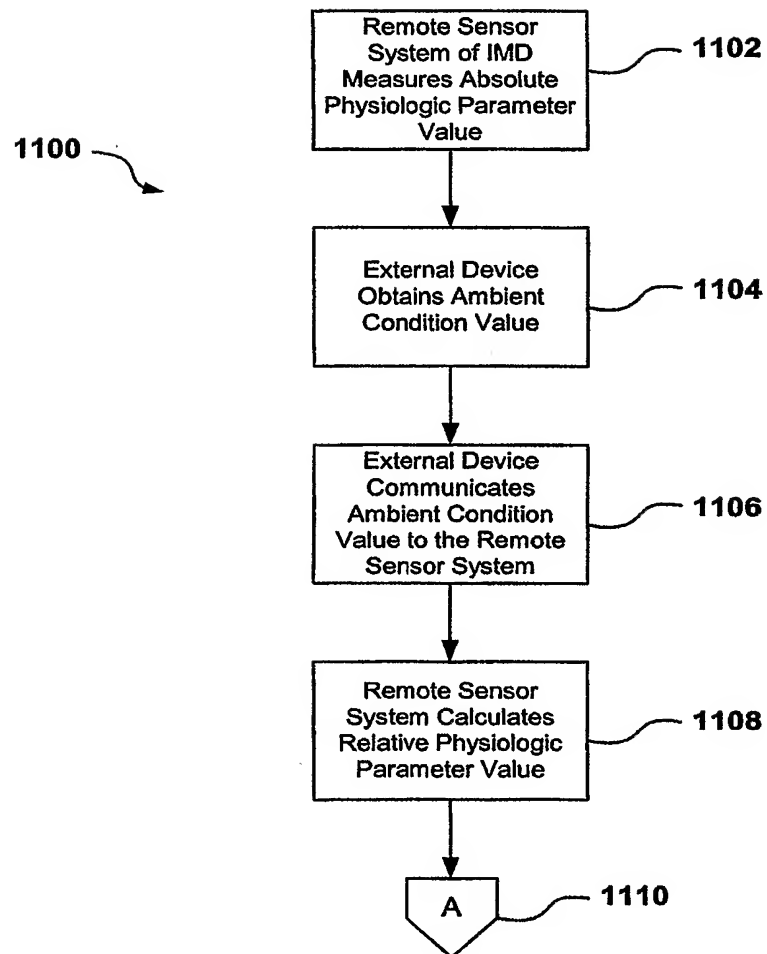 Remote Sensor
System of IMD
Measures Absolute
Physiologic Parameter
Value
1102
1100
External Device
Obtains Ambient
Condition Value
1104
External Device
Communicates
Ambient Condition
Value to the Remote
Sensor System
1106
Remote Sensor
System Calculates
Relative Physiologic
Parameter Value
1108
A
1110